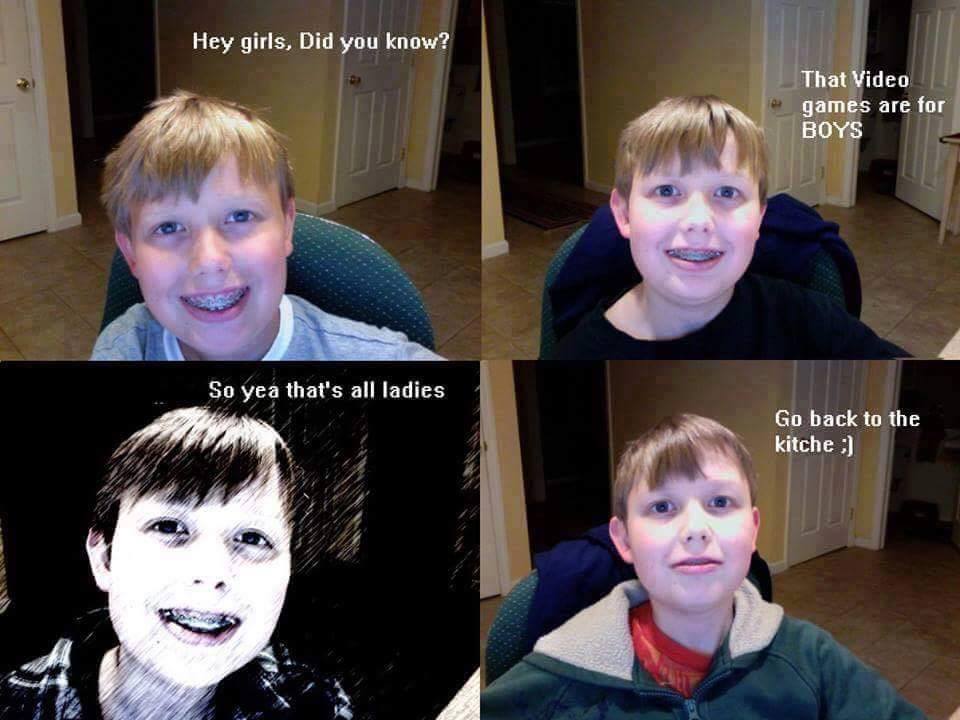 Hey girls, Did you know?
That Video
games are for
BOYS
So yea that's all ladies
Go back to the
kitche ;)